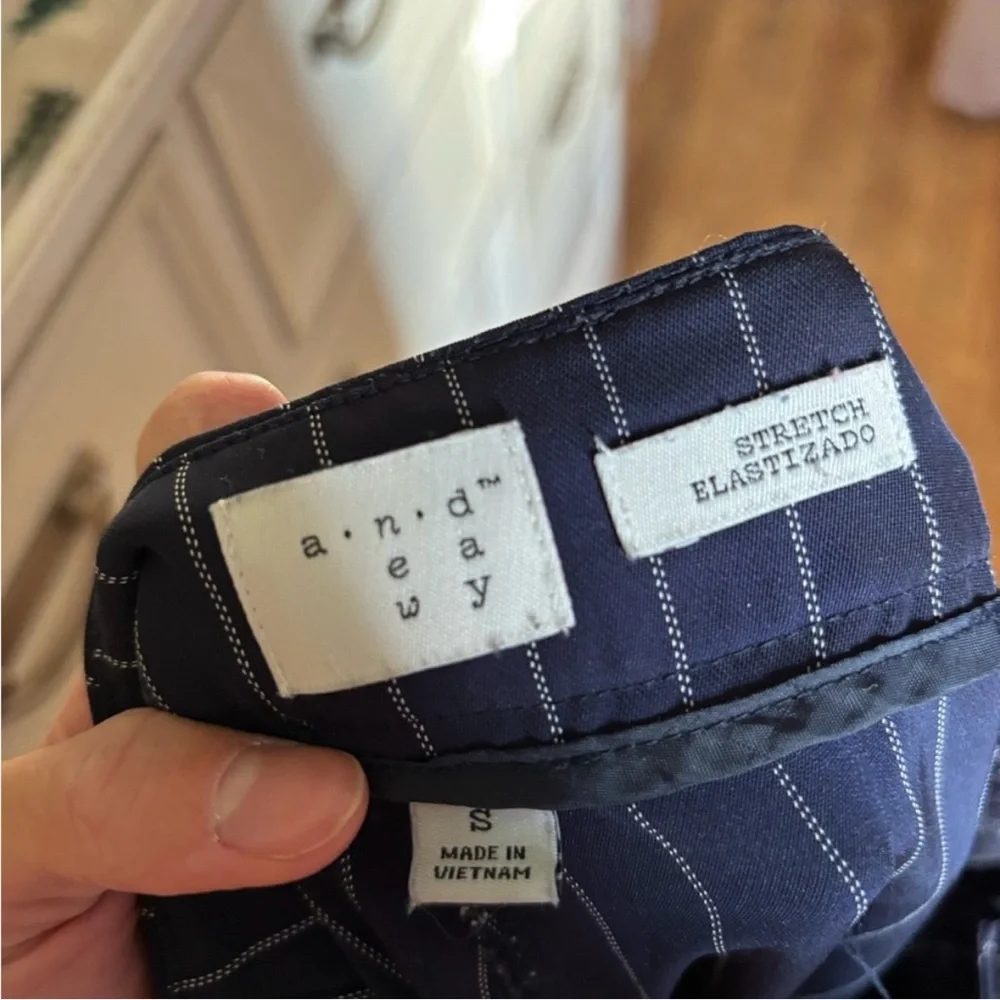 a·n·d™
e a
w y
STRETCH
ELASTIZADO
S
MADE IN
VIETNAM